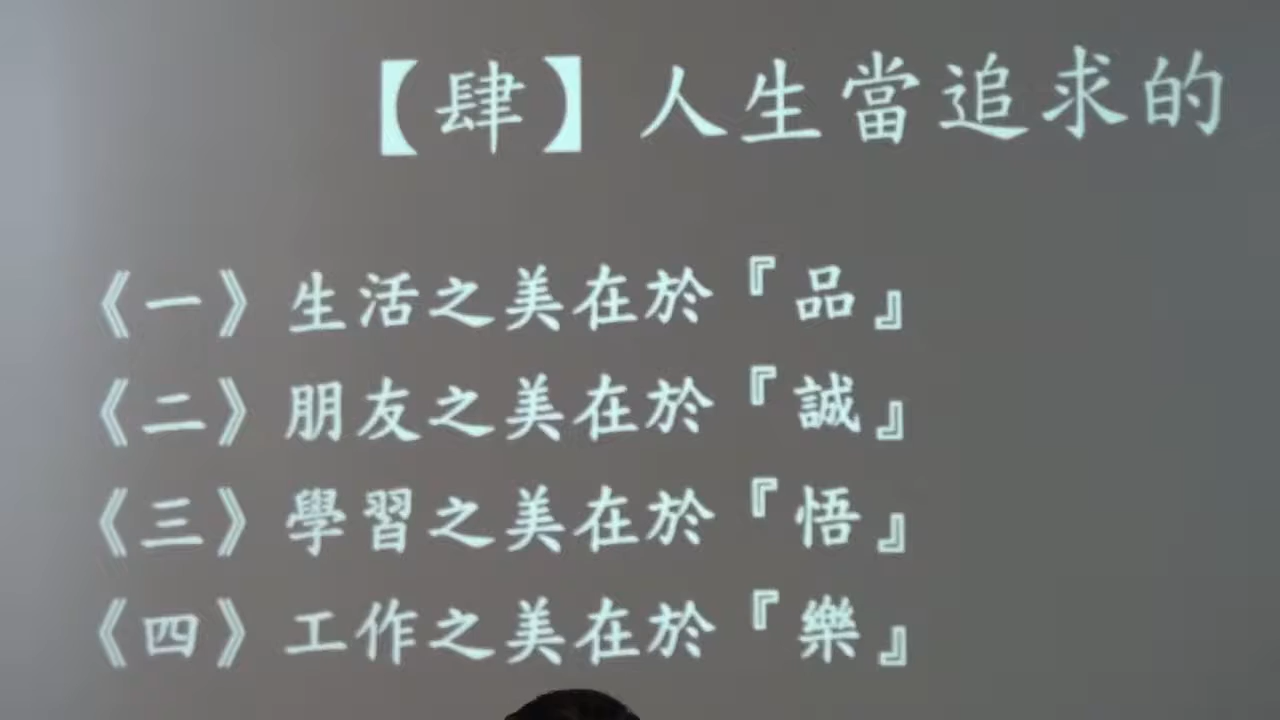 【肆】人生當追求的
《一》生活之美在於『品』
《二》朋友之美在於『誠』
《三》學習之美在於『悟』
《四》工作之美在於『樂』